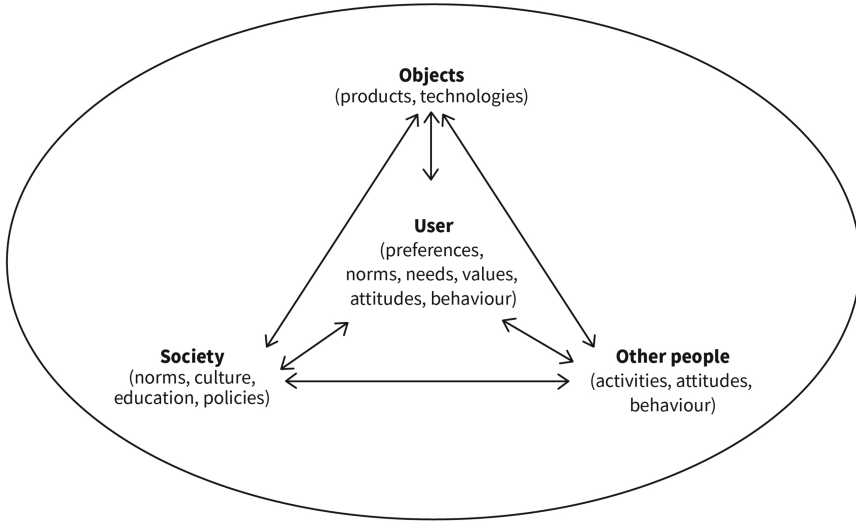 Objects
(products, technologies)
User
(preferences,
norms, needs, values,
attitudes, behaviour)
Society
(norms, culture,
education, policies)
Other people
(activities, attitudes,
behaviour)